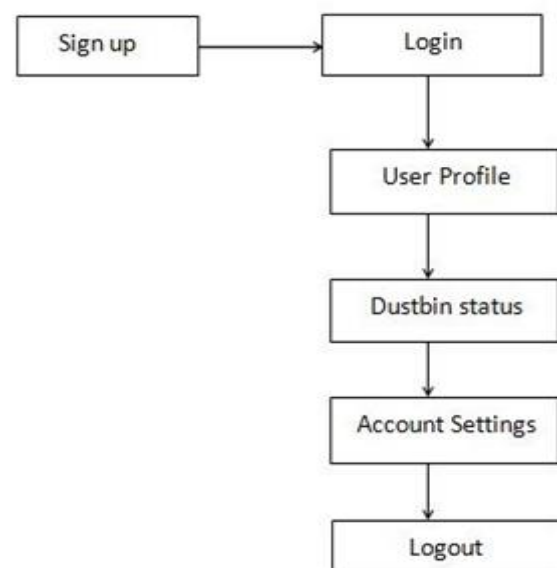 Sign up
Login
User Profile
Dustbin status
Account Settings
Logout